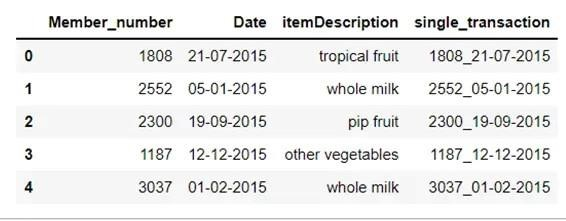 Member_number Date itemDescription single_transaction
0 1808 21-07-2015 tropical fruit 1808_21-07-2015
1 2552 05-01-2015 whole milk 2552_05-01-2015
2 2300 19-09-2015 pip fruit 2300_19-09-2015
3 1187 12-12-2015 other vegetables 1187_12-12-2015
4 3037 01-02-2015 whole milk 3037_01-02-2015